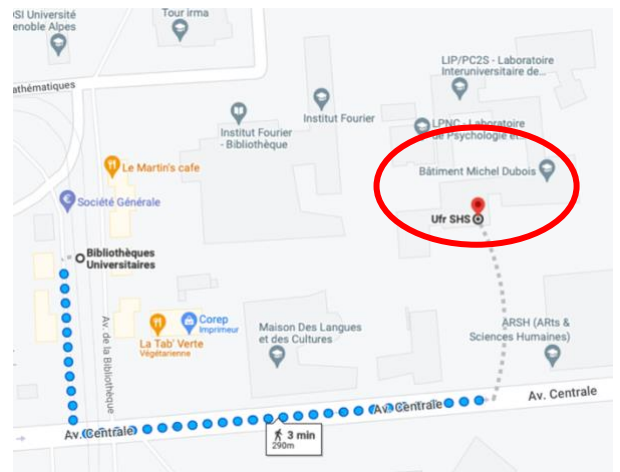 OSI Université
enoble Alpes
Tour irma
athématiques
LIP/PC2S - Laboratoire
Interuniversitaire de...
Institut Fourier
Institut Fourier
- Bibliothèque
LPNC - Laboratoire
de Psychologie et
Le Martin's cafe
Bâtiment Michel Dubois
Société Générale
Ufr SHS
Bibliothèques
Universitaires
Av. de la Bibliothèque
Corep
Imprimeur
La Tab' Verte
Végétarienne
Maison Des Langues
et des Cultures
ARSH (ARts &
Sciences Humaines)
Av. Centrale
Av. Centrale
Av. Centrale
3 min
290m